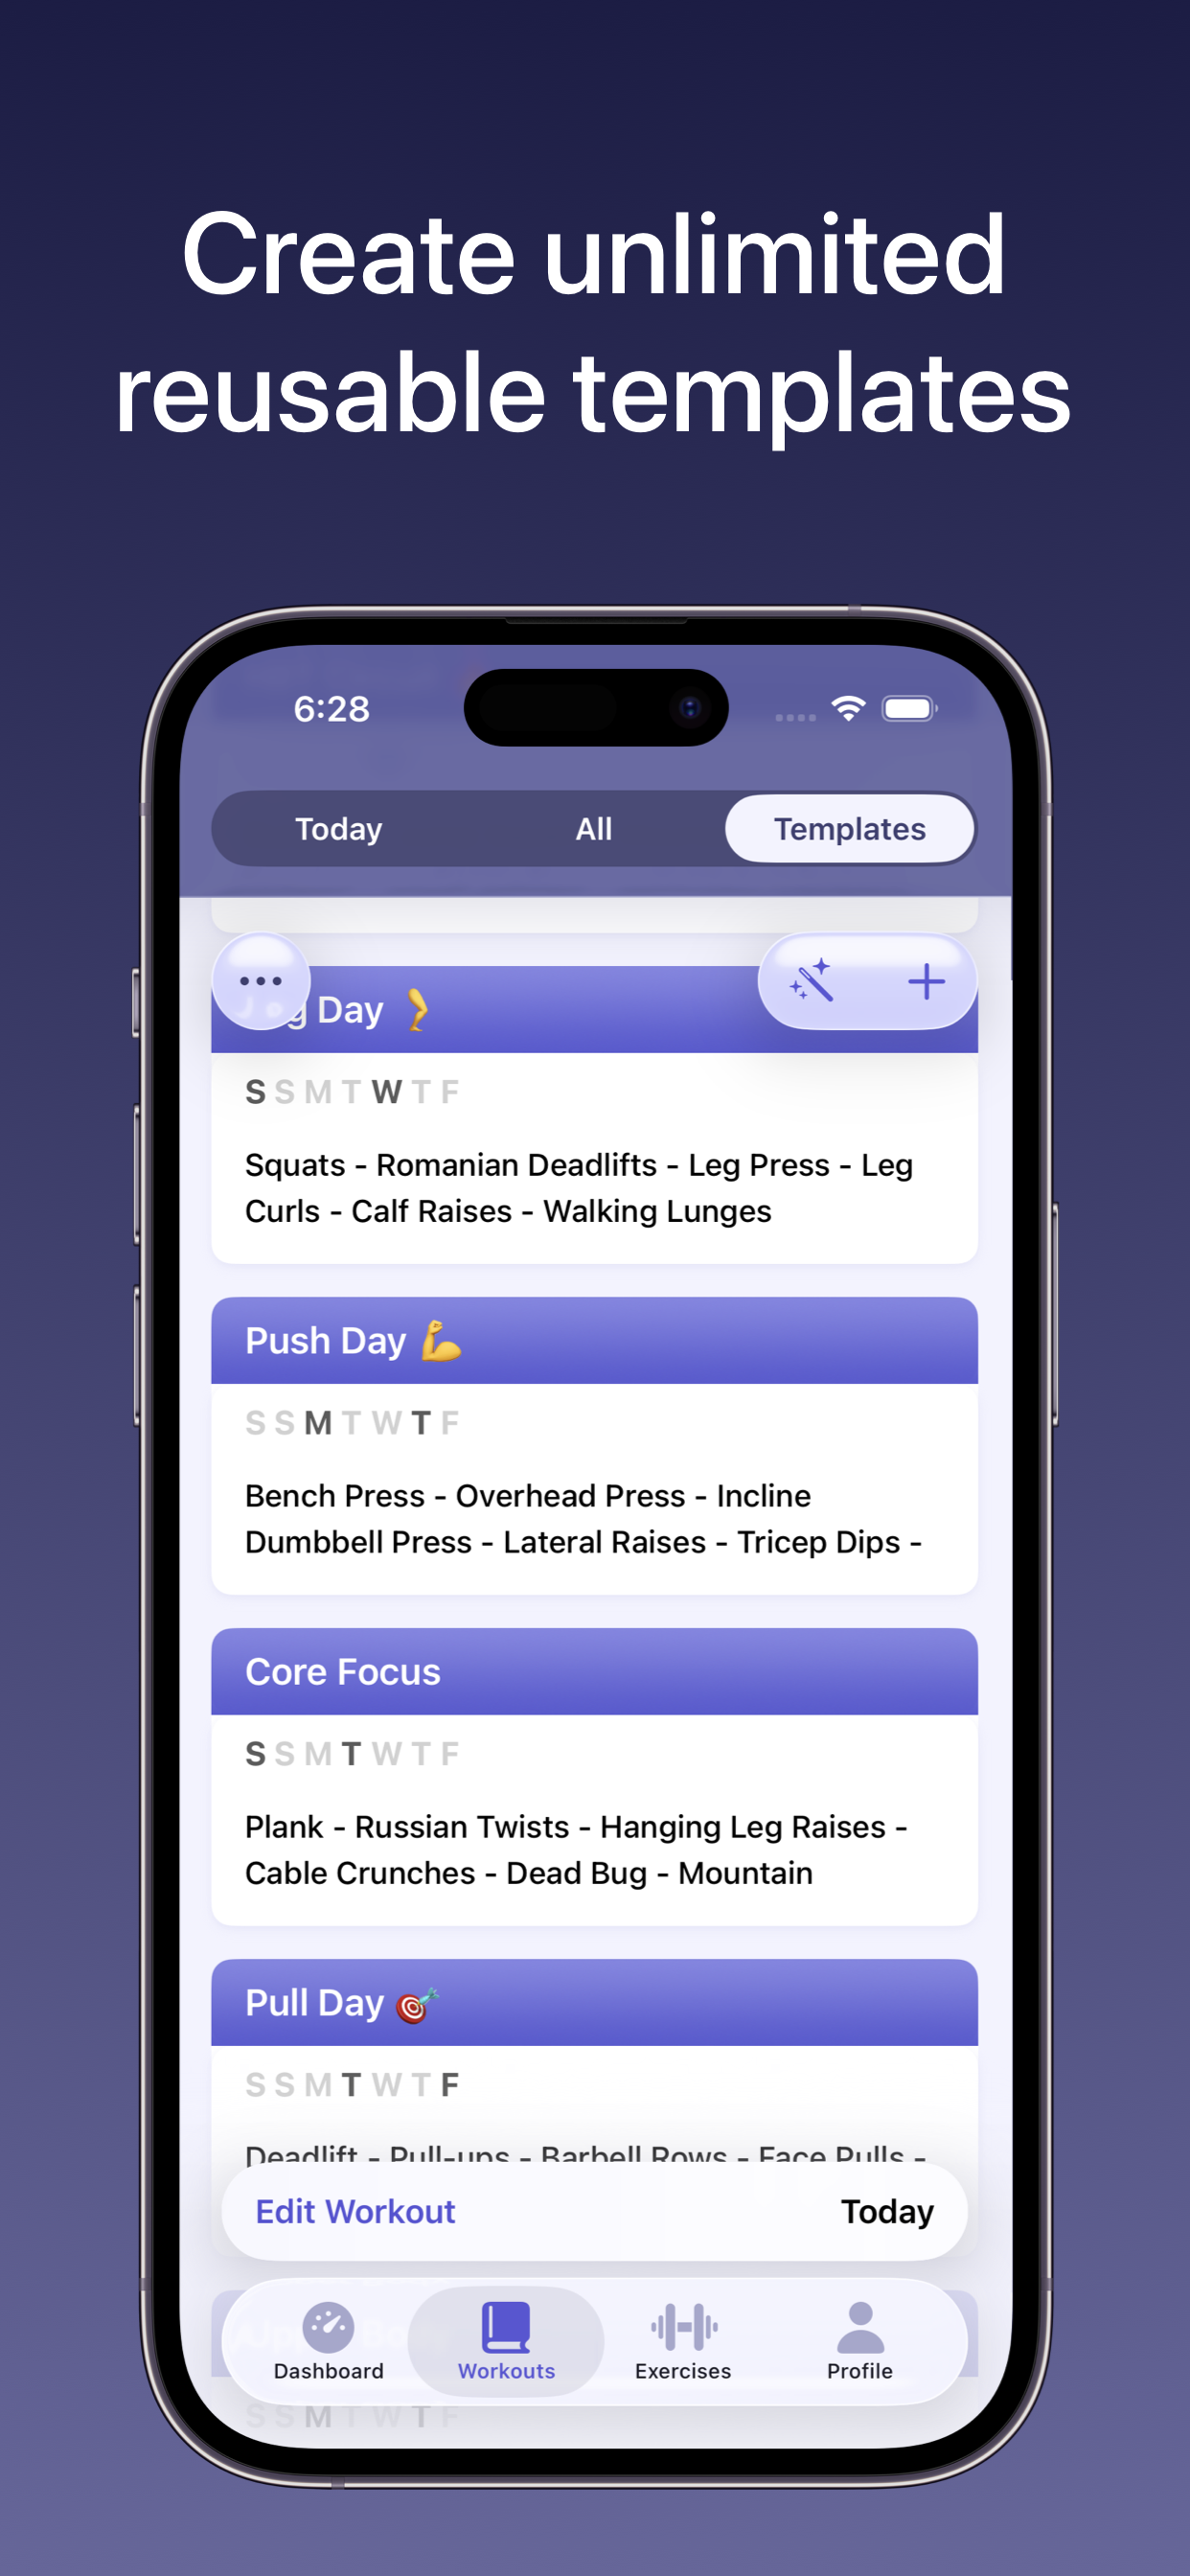 Create unlimited
reusable templates
6:28
Today All Templates
Day 🦵
S S M T W T F
Squats - Romanian Deadlifts - Leg Press - Leg
Curls - Calf Raises - Walking Lunges
Push Day 💪
S S M T W T F
Bench Press - Overhead Press - Incline
Dumbbell Press - Lateral Raises - Tricep Dips -
Core Focus
S S M T W T F
Plank - Russian Twists - Hanging Leg Raises -
Cable Crunches - Dead Bug - Mountain
Pull Day 🎯
S S M T W T F
Deadlift - Pull-ups - Barbell Rows - Face Pulls -
Edit Workout Today
Dashboard Workouts Exercises Profile
S S M T W T F